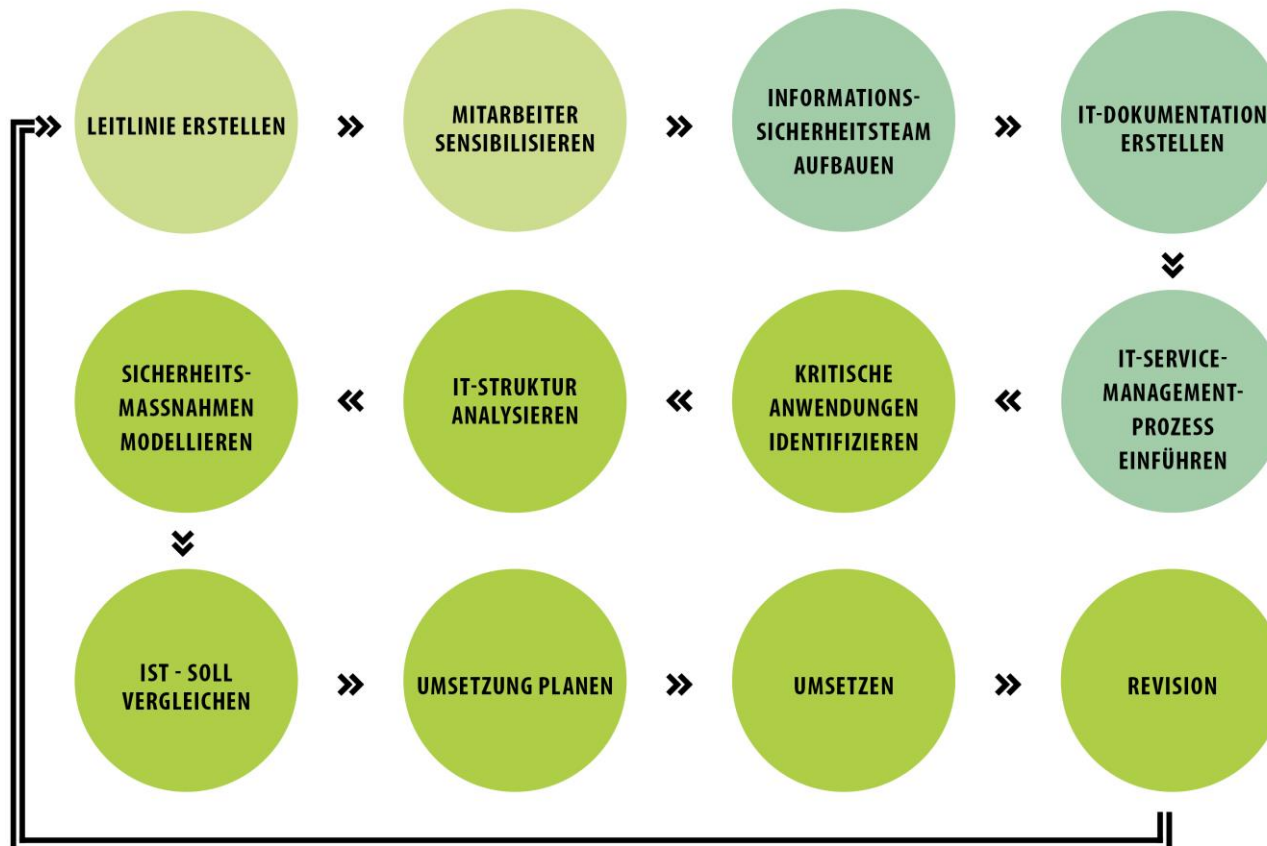 LEITLINIE ERSTELLEN
MITARBEITER
SENSIBILISIEREN
INFORMATIONS-
SICHERHEITSTEAM
AUFBAUEN
IT-DOKUMENTATION
ERSTELLEN
IT-SERVICE-
MANAGEMENT-
PROZESS
EINFÜHREN
KRITISCHE
ANWENDUNGEN
IDENTIFIZIEREN
IT-STRUKTUR
ANALYSIEREN
SICHERHEITS-
MASSNAHMEN
MODELLIEREN
IST - SOLL
VERGLEICHEN
UMSETZUNG PLANEN
UMSETZEN
REVISION